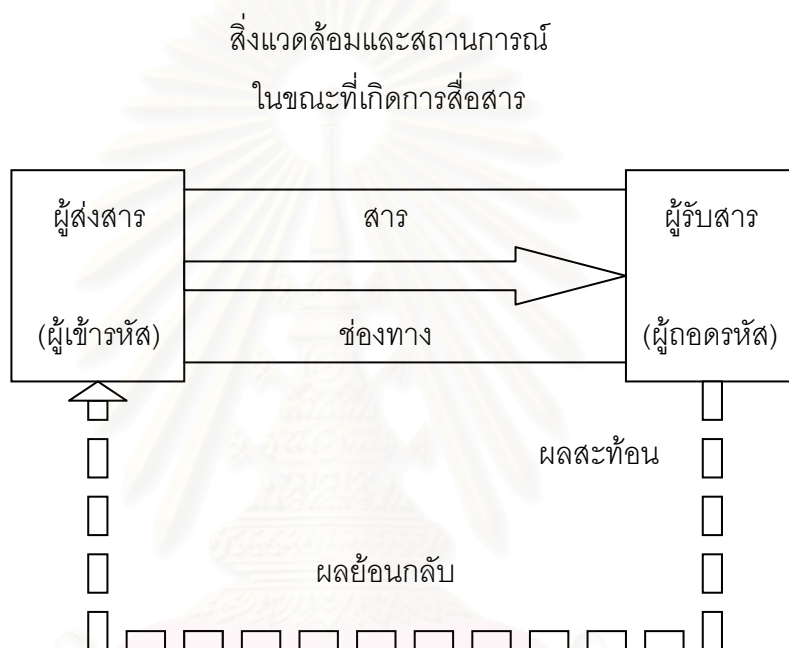 สิ่งแวดล้อมและสถานการณ์
ในขณะที่เกิดการสื่อสาร
ผู้ส่งสาร
สาร
ผู้รับสาร
(ผู้เข้ารหัส)
ช่องทาง
(ผู้ถอดรหัส)
ผลสะท้อน
ผลย้อนกลับ